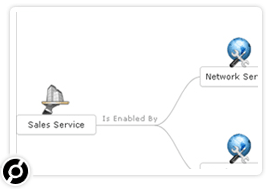 Network Ser
Is Enabled By
Sales Service